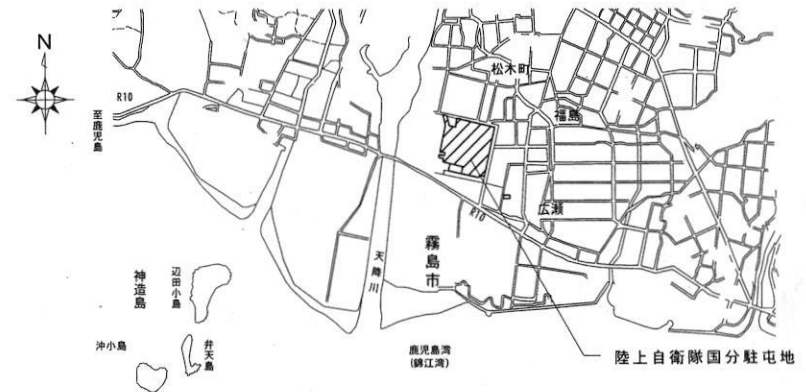 N
R10
至鹿児島
松木町
福島
広瀬
R10
霧島市
天降川
神造島
辺田小島
弁天島
沖小島
鹿児島湾
(錦江湾)
陸上自衛隊国分駐屯地